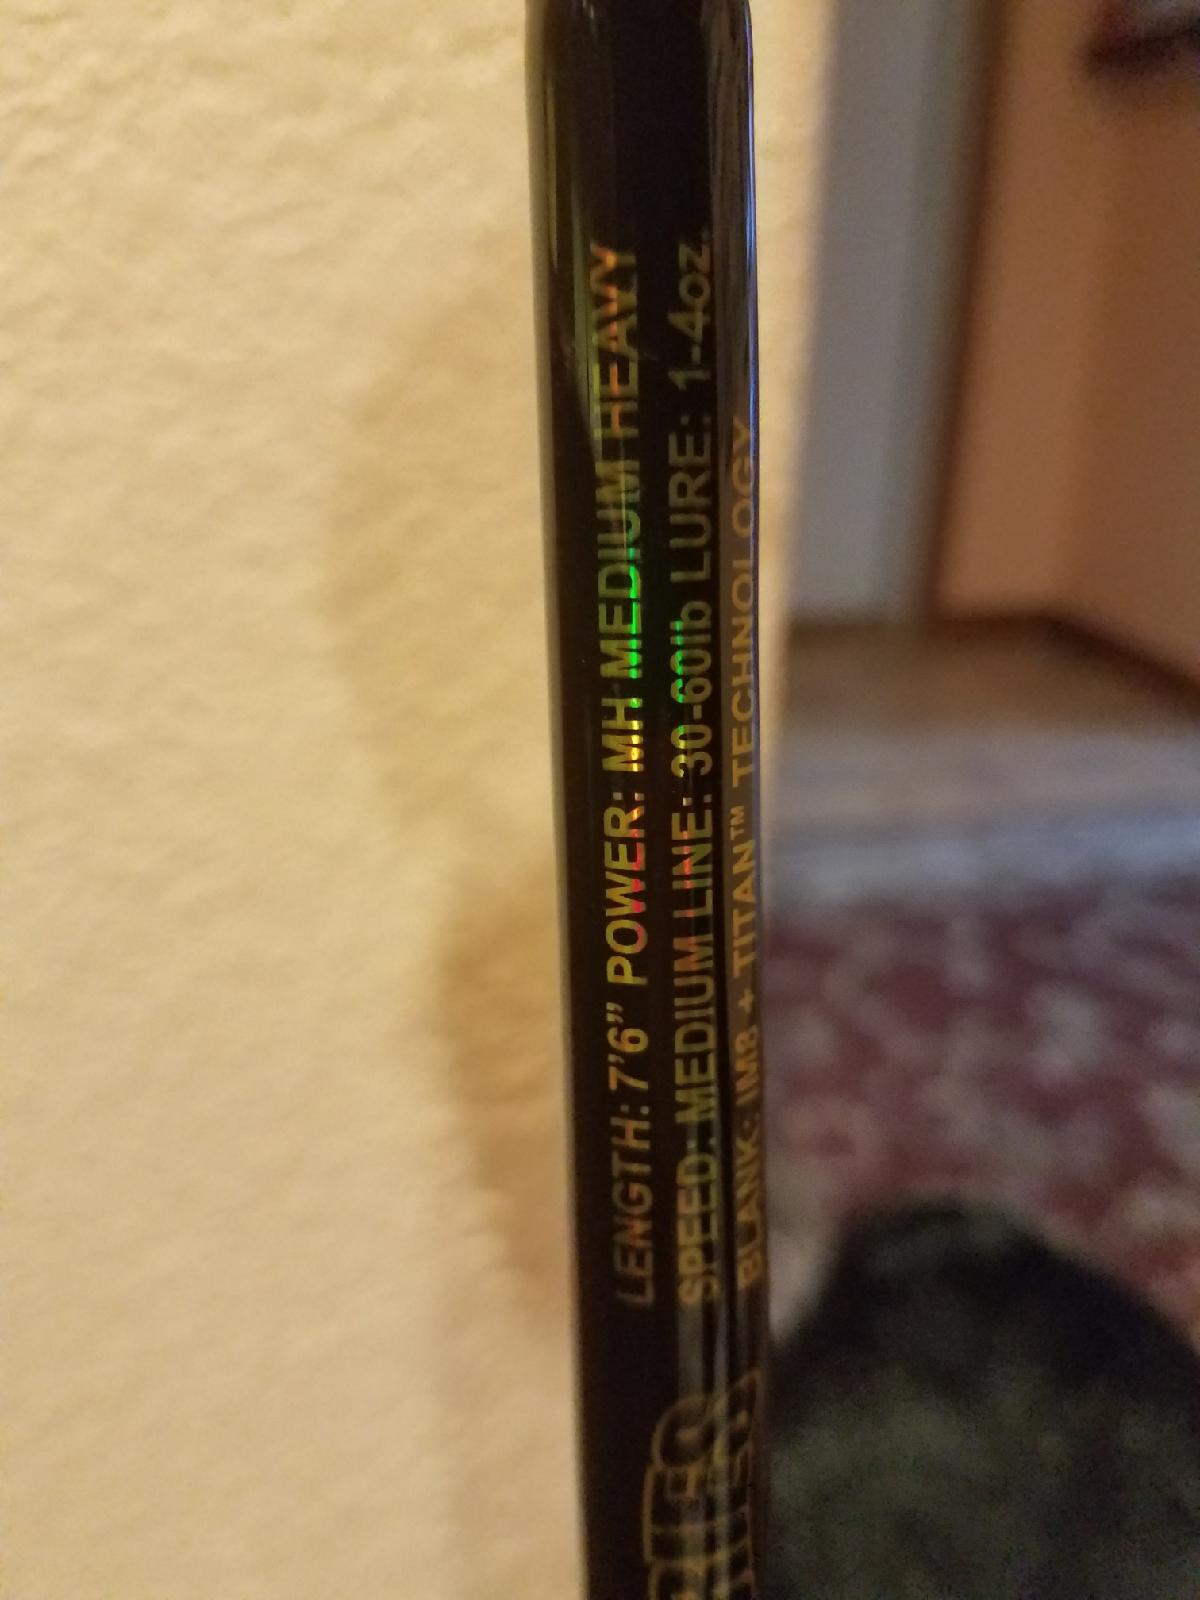 LENGTH: 7'6" POWER: MH MEDIUM HEAVY
SPEED: MEDIUM LINE: 30-60lb LURE: 1-4oz.
BLANK: IM8 + TITAN™ TECHNOLOGY